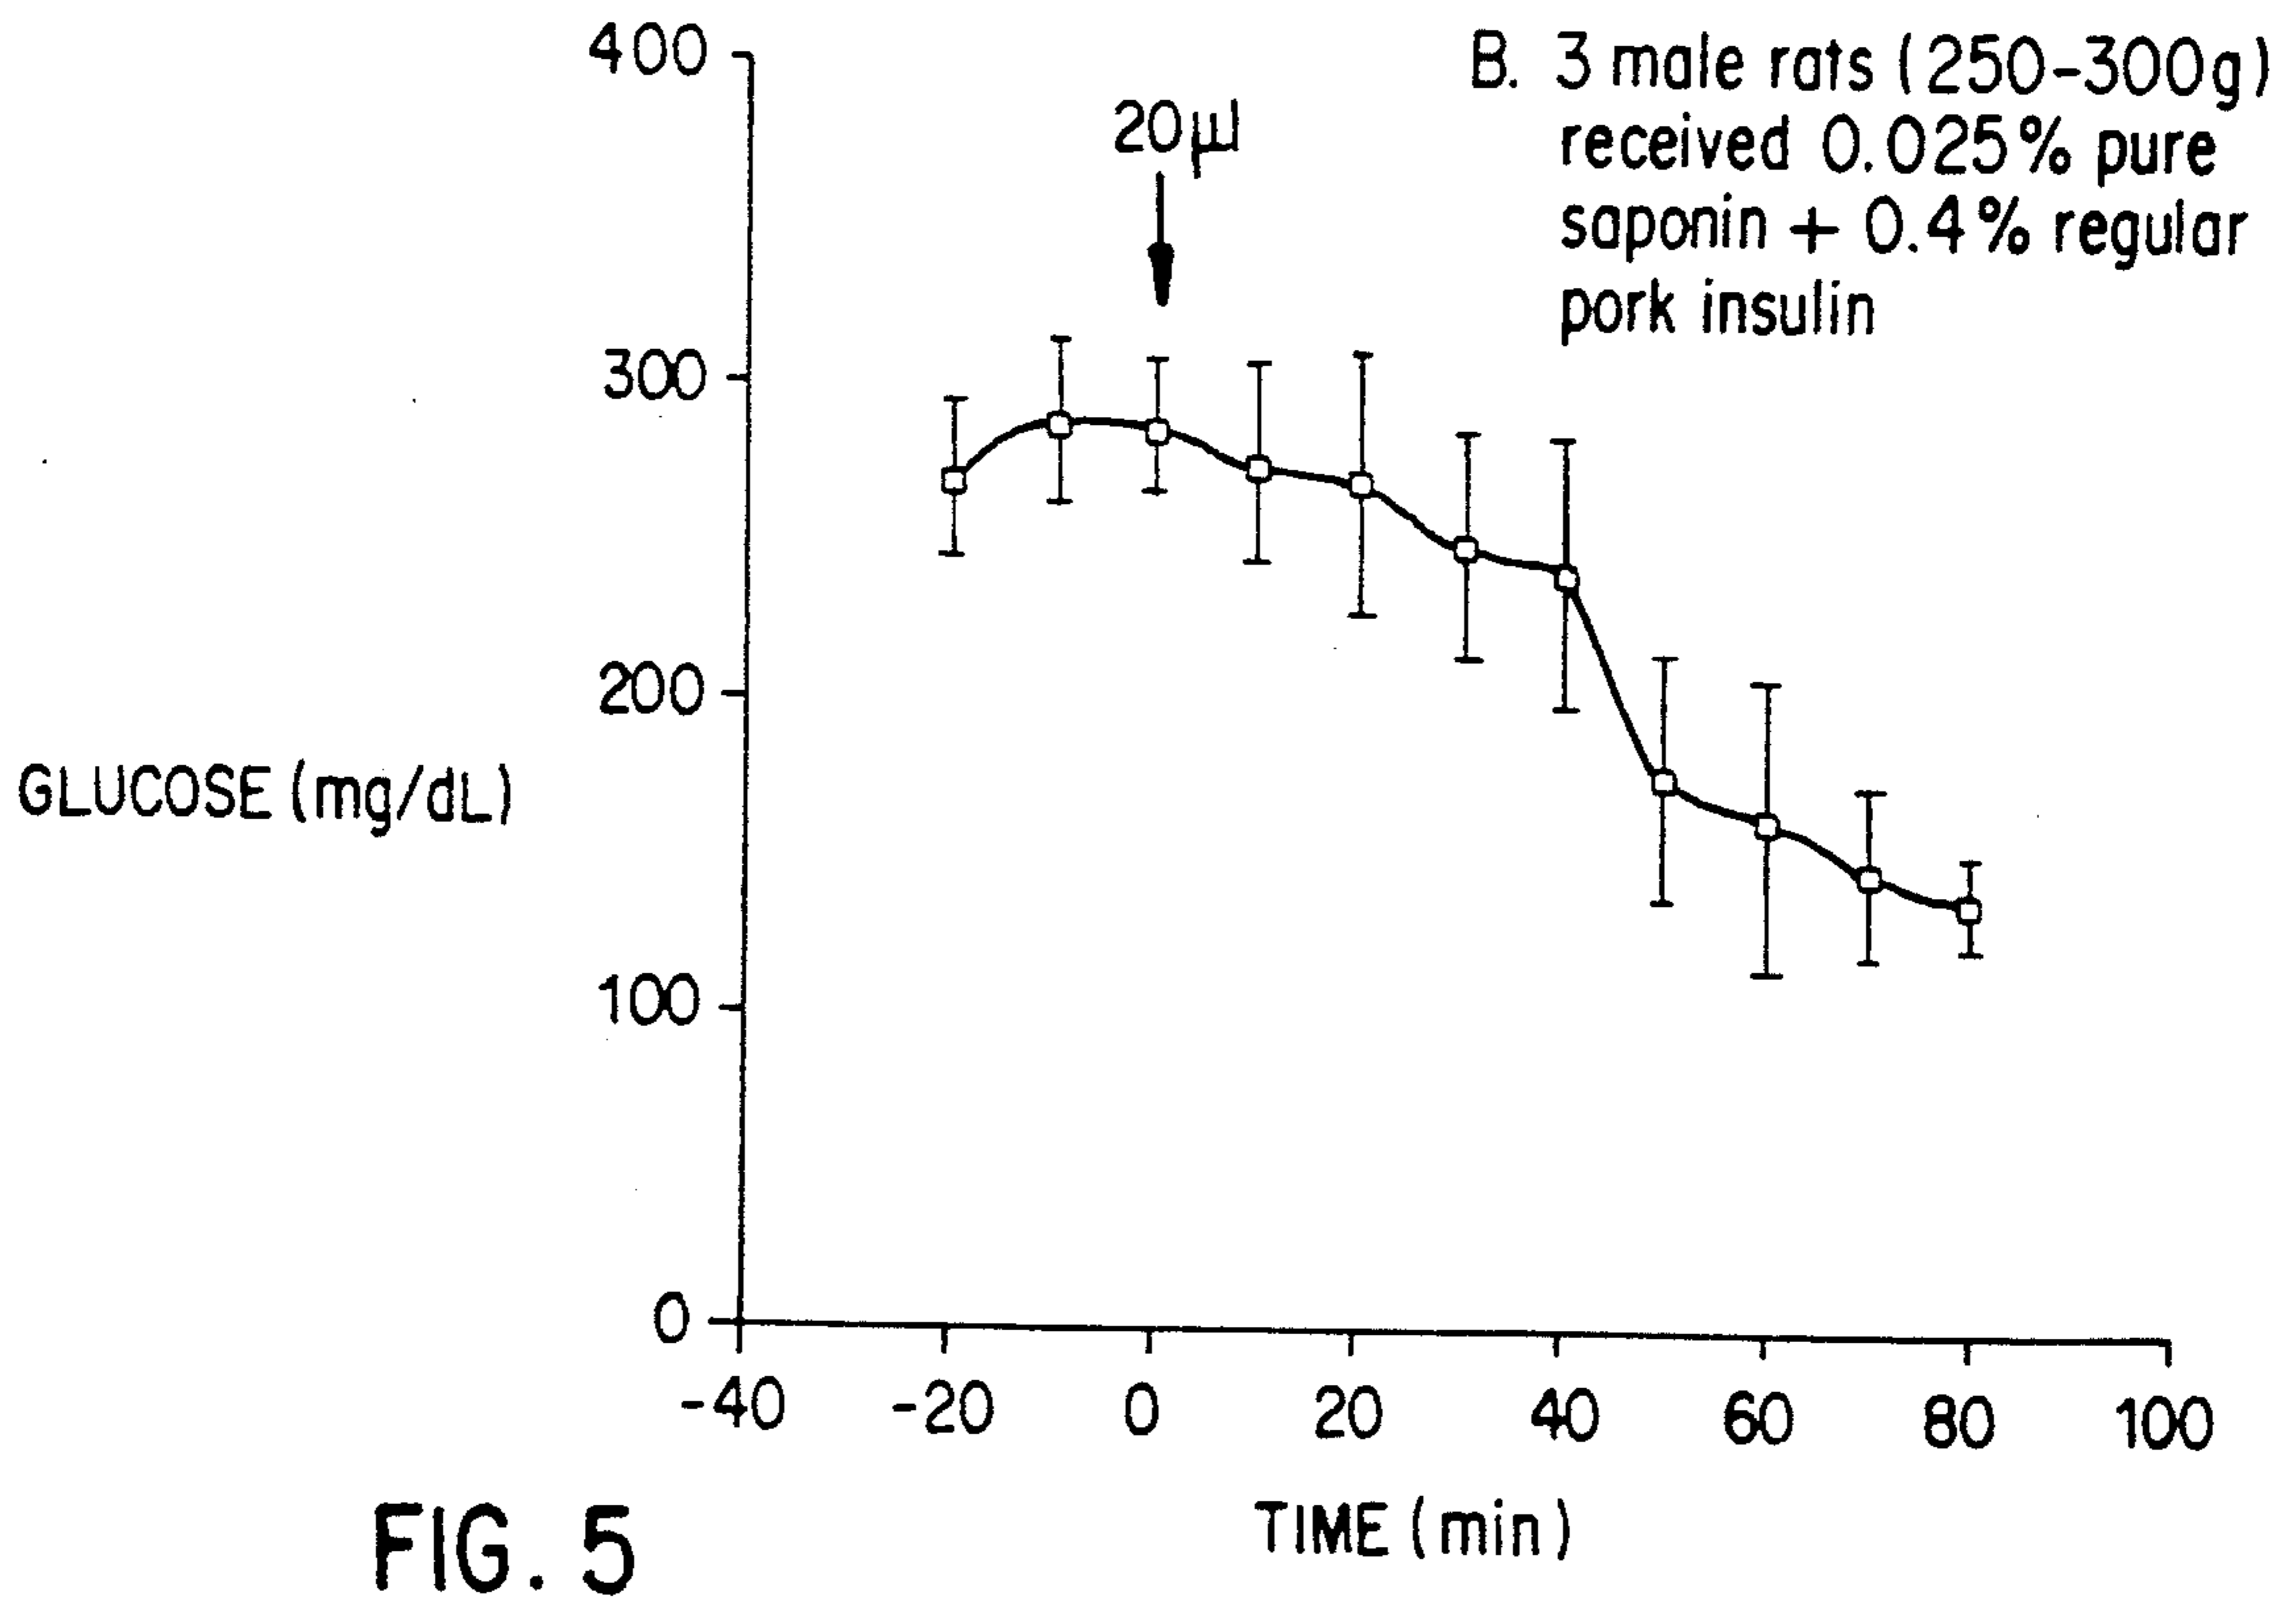 400
B. 3 male rats (250-300g)
20µl
received 0.025% pure
saponin + 0.4% regular
pork insulin
300
200
GLUCOSE (mg/dL)
100
0
-40 -20 0 20 40 60 80 100
TIME (min)
FIG. 5